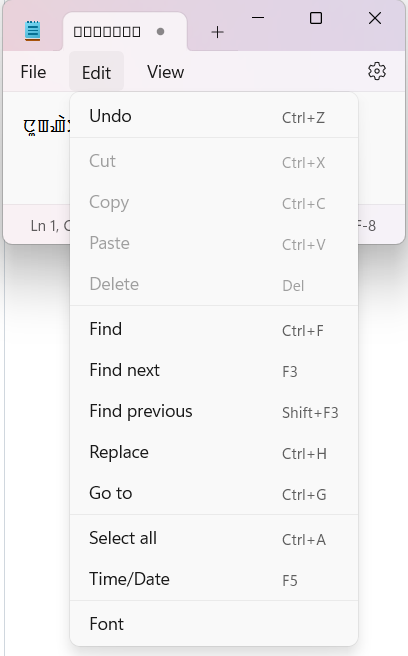 File Edit View
Undo Ctrl+Z
Cut Ctrl+X
Copy Ctrl+C
Paste Ctrl+V
Delete Del
Find Ctrl+F
Find next F3
Find previous Shift+F3
Replace Ctrl+H
Go to Ctrl+G
Select all Ctrl+A
Time/Date F5
Font
Ln 1, C F-8